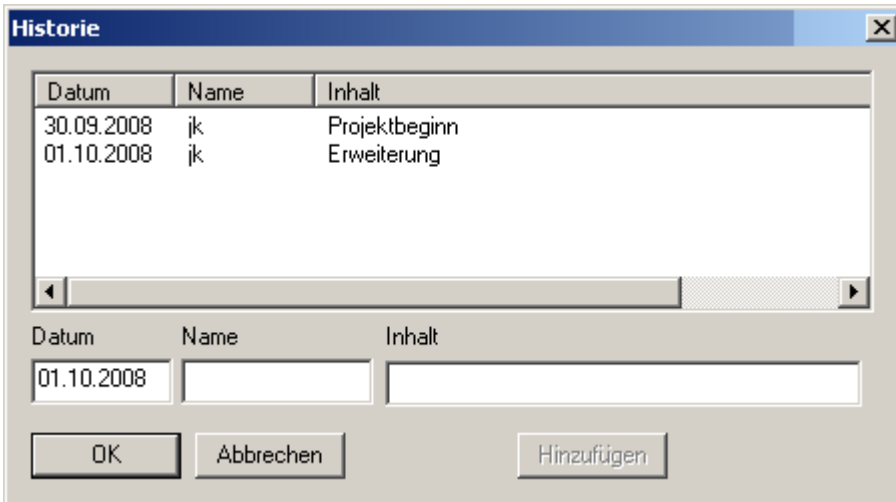 Historie
Datum Name Inhalt
30.09.2008 jk Projektbeginn
01.10.2008 jk Erweiterung
Datum Name Inhalt
01.10.2008
OK Abbrechen Hinzufügen